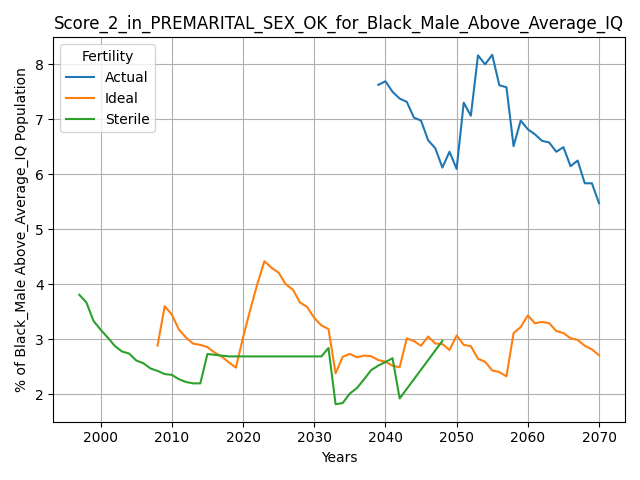 Score_2_in_PREMARITAL_SEX_OK_for_Black_Male_Above_Average_IQ
Fertility
Actual
Ideal
Sterile
% of Black_Male Above_Average_IQ Population
8
7
6
5
4
3
2
2000 2010 2020 2030 2040 2050 2060 2070
Years